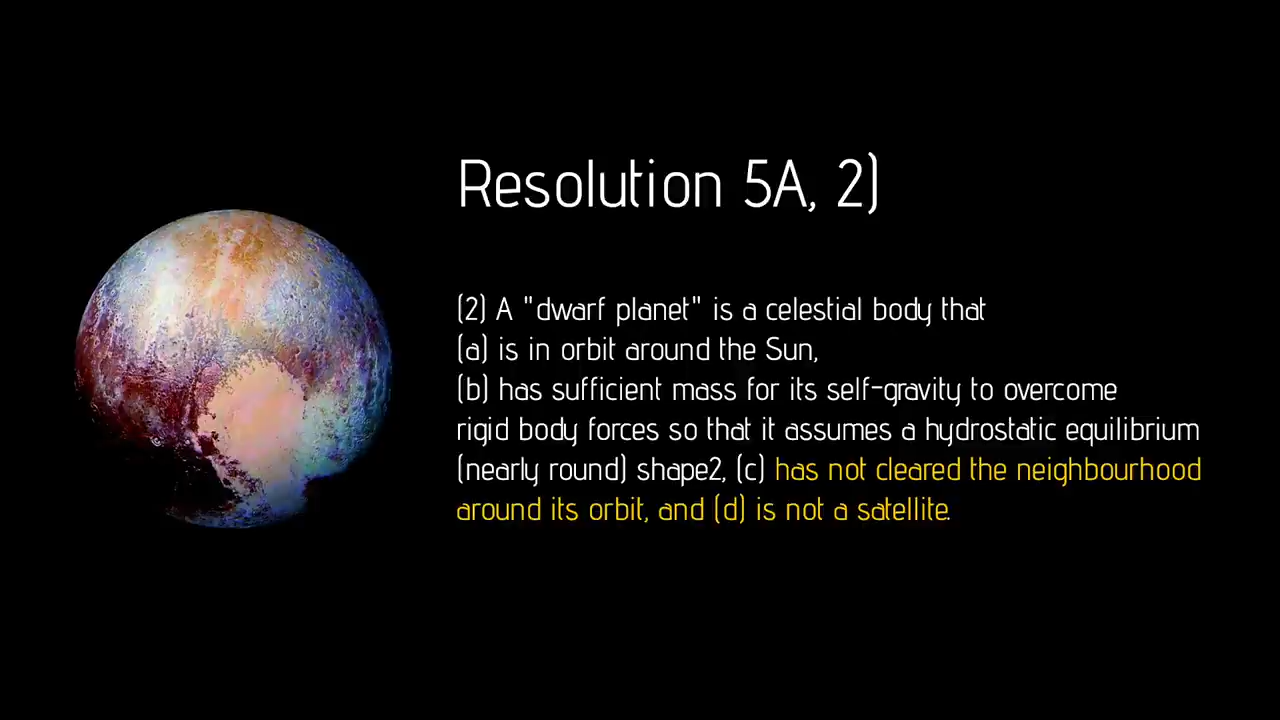 Resolution 5A, 2)
(2) A "dwarf planet" is a celestial body that
(a) is in orbit around the Sun,
(b) has sufficient mass for its self-gravity to overcome
rigid body forces so that it assumes a hydrostatic equilibrium
(nearly round) shape2, (c) has not cleared the neighbourhood
around its orbit, and (d) is not a satellite.